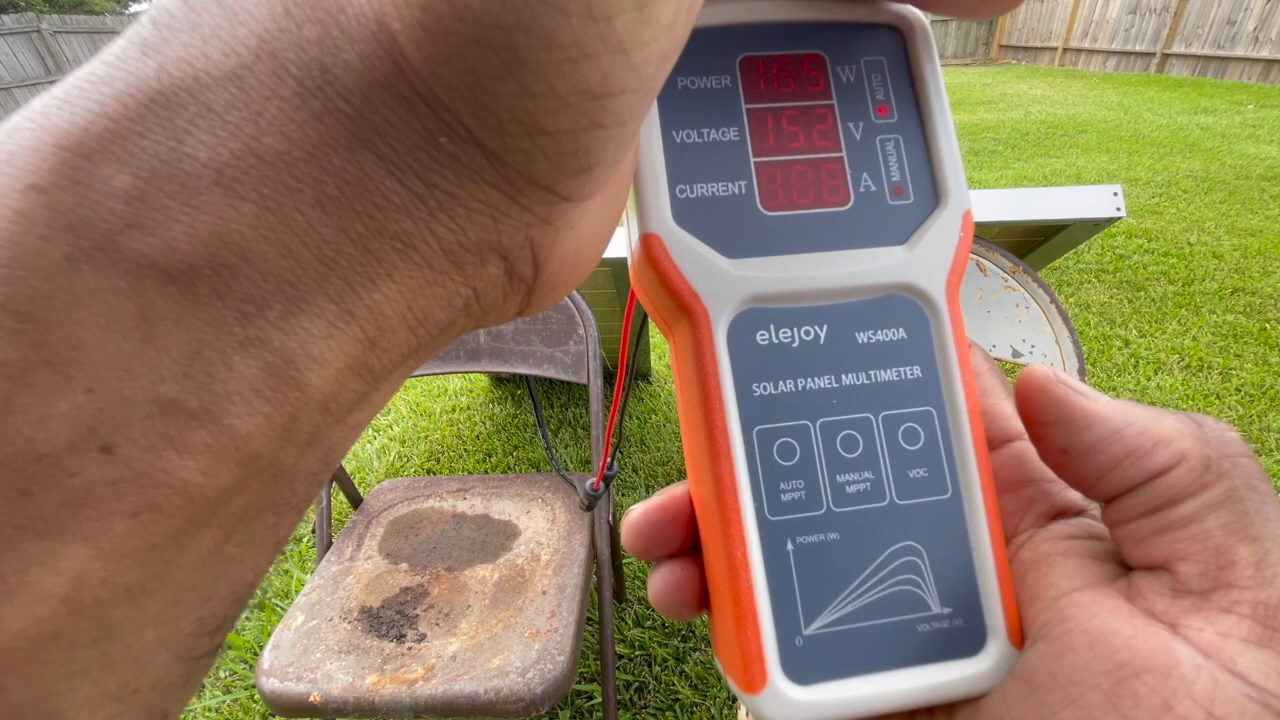 POWER 16.5 W
VOLTAGE 15.2 V
CURRENT 1.08 A
AUTO
MANUAL
elejoy WS400A
SOLAR PANEL MULTIMETER
AUTO MPPT
MANUAL MPPT
VOC
POWER (W)
0
VOLTAGE (V)